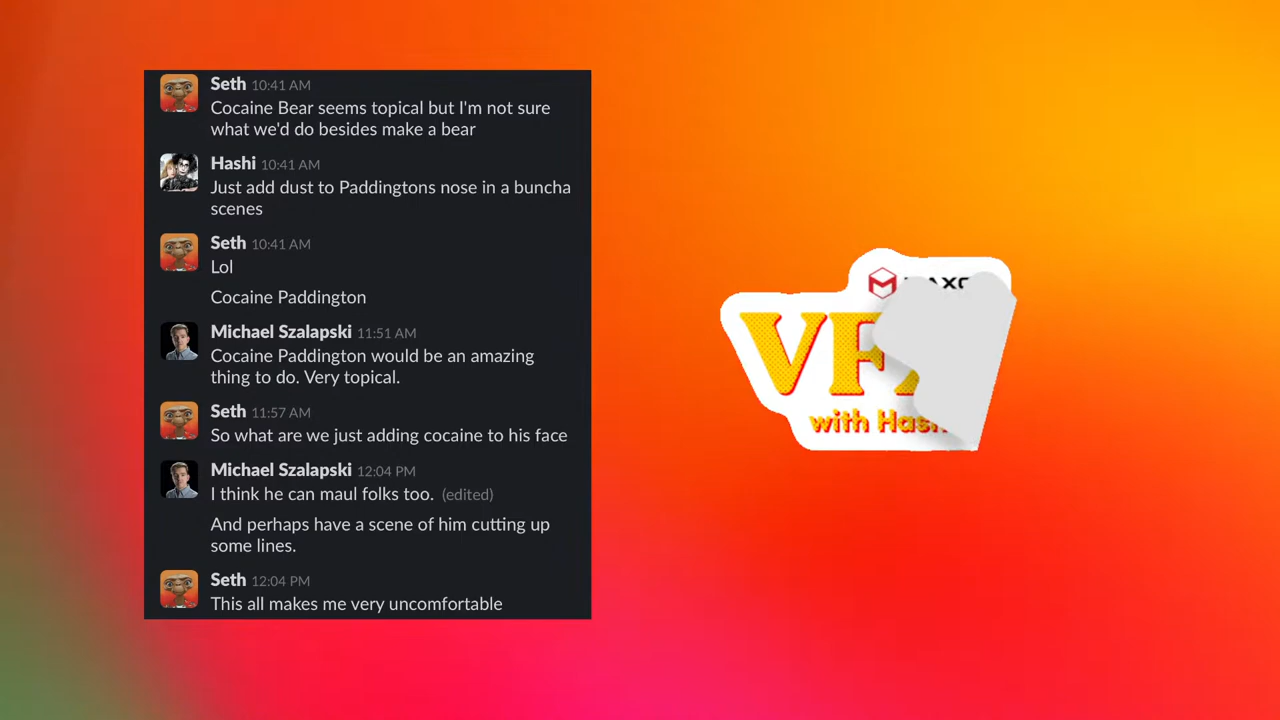 Seth 10:41 AM
Cocaine Bear seems topical but I'm not sure
what we'd do besides make a bear
Hashi 10:41 AM
Just add dust to Paddingtons nose in a buncha
scenes
Seth 10:41 AM
Lol
Cocaine Paddington
Michael Szalapski 11:51 AM
Cocaine Paddington would be an amazing
thing to do. Very topical.
Seth 11:57 AM
So what are we just adding cocaine to his face
Michael Szalapski 12:04 PM
I think he can maul folks too. (edited)
And perhaps have a scene of him cutting up
some lines.
Seth 12:04 PM
This all makes me very uncomfortable
with